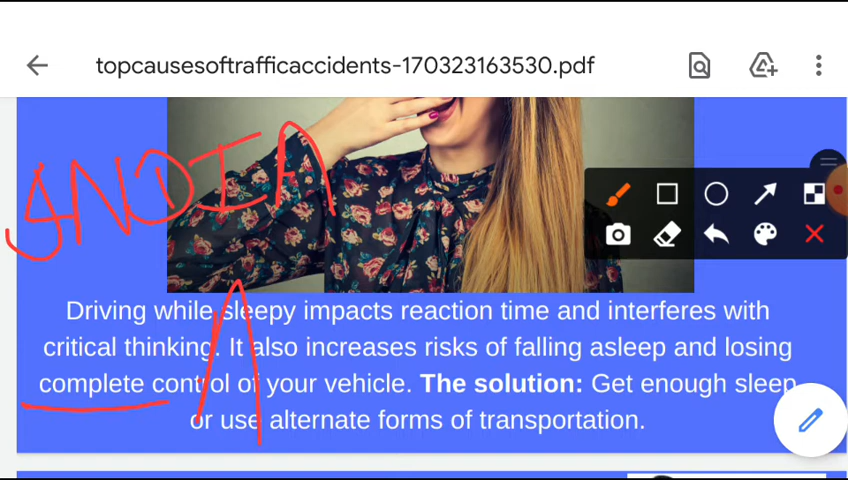 topcausesoftrafficaccidents-170323163530.pdf
INDIA
Driving while sleepy impacts reaction time and interferes with
critical thinking. It also increases risks of falling asleep and losing
complete control of your vehicle. The solution: Get enough sleep
or use alternate forms of transportation.